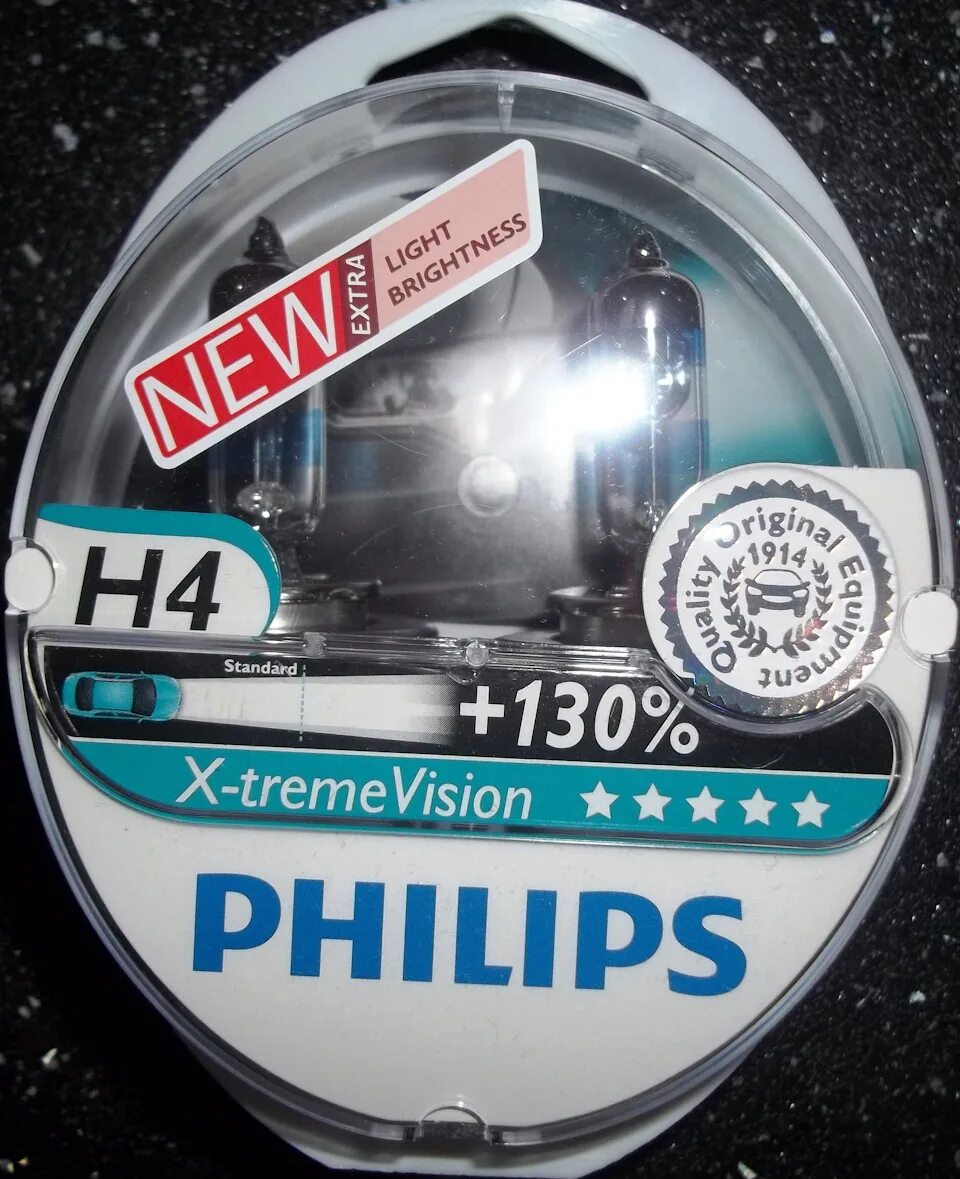 NEW EXTRA LIGHT
BRIGHTNESS
H4
Quality Original Equipment
1914
Standard
+130%
X-tremeVision
PHILIPS